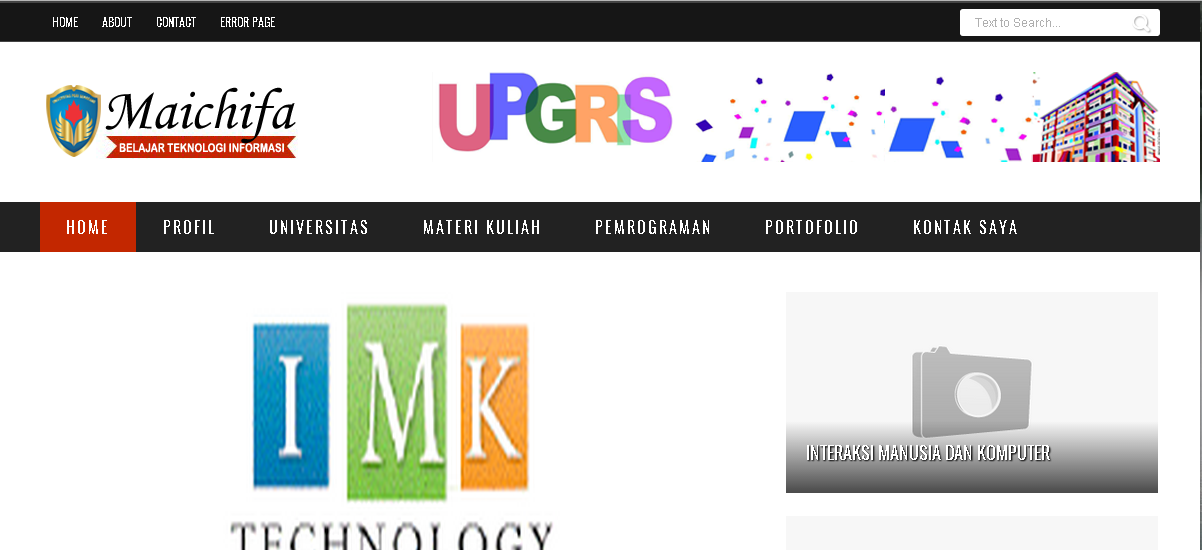 HOME ABOUT CONTACT ERROR PAGE Text to Search...
Maichifa
BELAJAR TEKNOLOGI INFORMASI
UPGRIS
HOME PROFIL UNIVERSITAS MATERI KULIAH PEMROGRAMAN PORTOFOLIO KONTAK SAYA
IMK
TECHNOLOGY
INTERAKSI MANUSIA DAN KOMPUTER